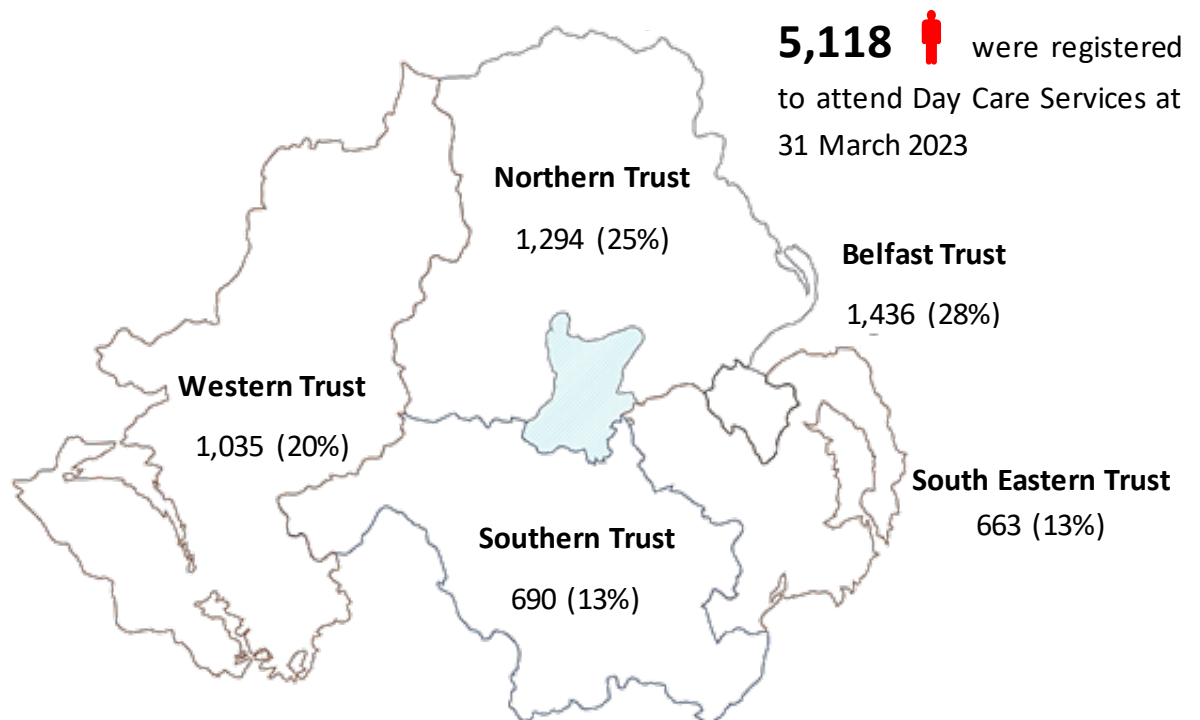 5,118 were registered
to attend Day Care Services at
31 March 2023
Northern Trust
1,294 (25%)
Belfast Trust
1,436 (28%)
Western Trust
1,035 (20%)
South Eastern Trust
663 (13%)
Southern Trust
690 (13%)